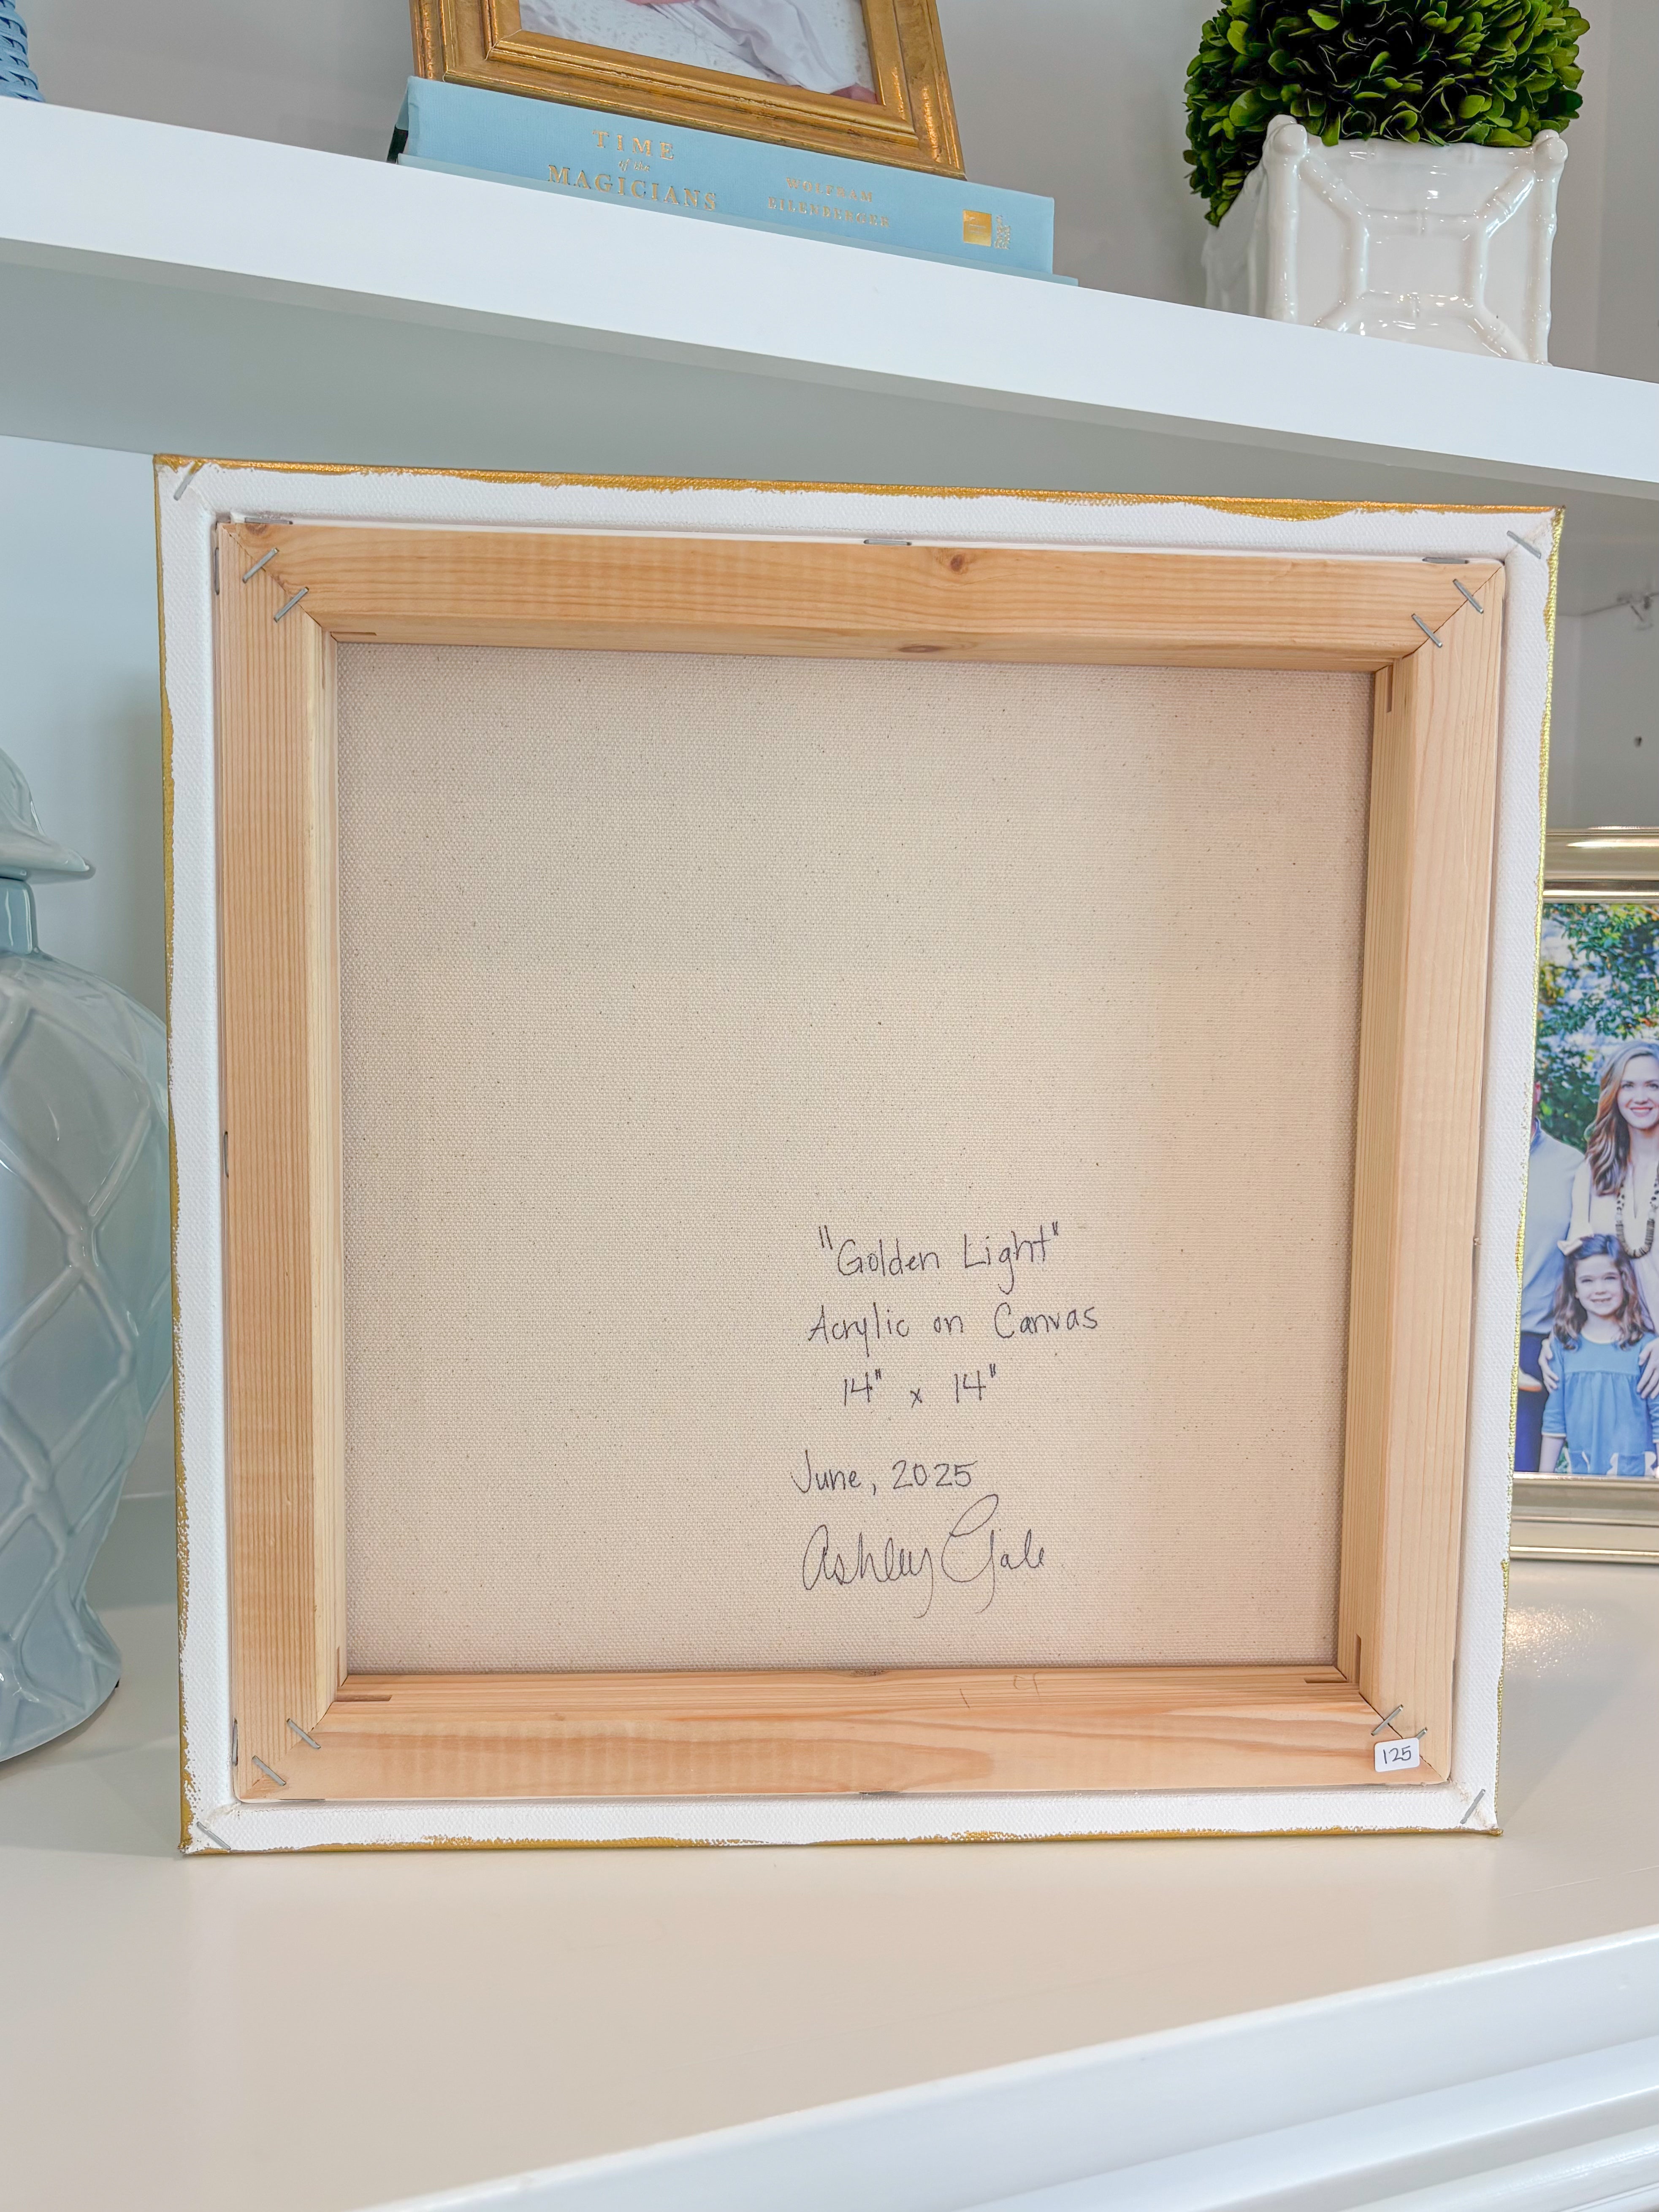 TIME
of the
MAGICIANS
WOLFRAM
EILENBERGER
"Golden Light"
Acrylic on Canvas
14" x 14"
June, 2025
Ashley Gale
125